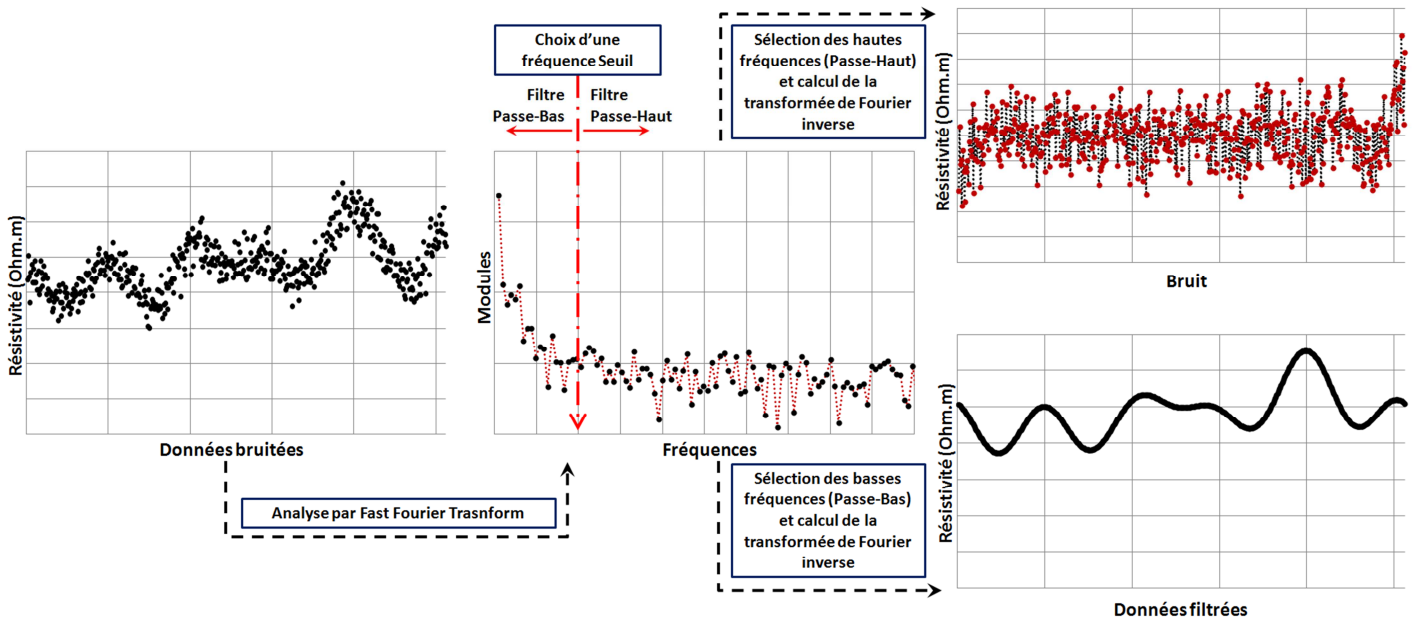 Résistivité (Ohm.m)
Données bruitées
Analyse par Fast Fourier Trasnform
Choix d'une
fréquence Seuil
Filtre
Passe-Bas
Filtre
Passe-Haut
Modules
Fréquences
Sélection des hautes
fréquences (Passe-Haut)
et calcul de la
transformée de Fourier
inverse
Sélection des basses
fréquences (Passe-Bas)
et calcul de la
transformée de Fourier
inverse
Résistivité (Ohm.m)
Bruit
Résistivité (Ohm.m)
Données filtrées